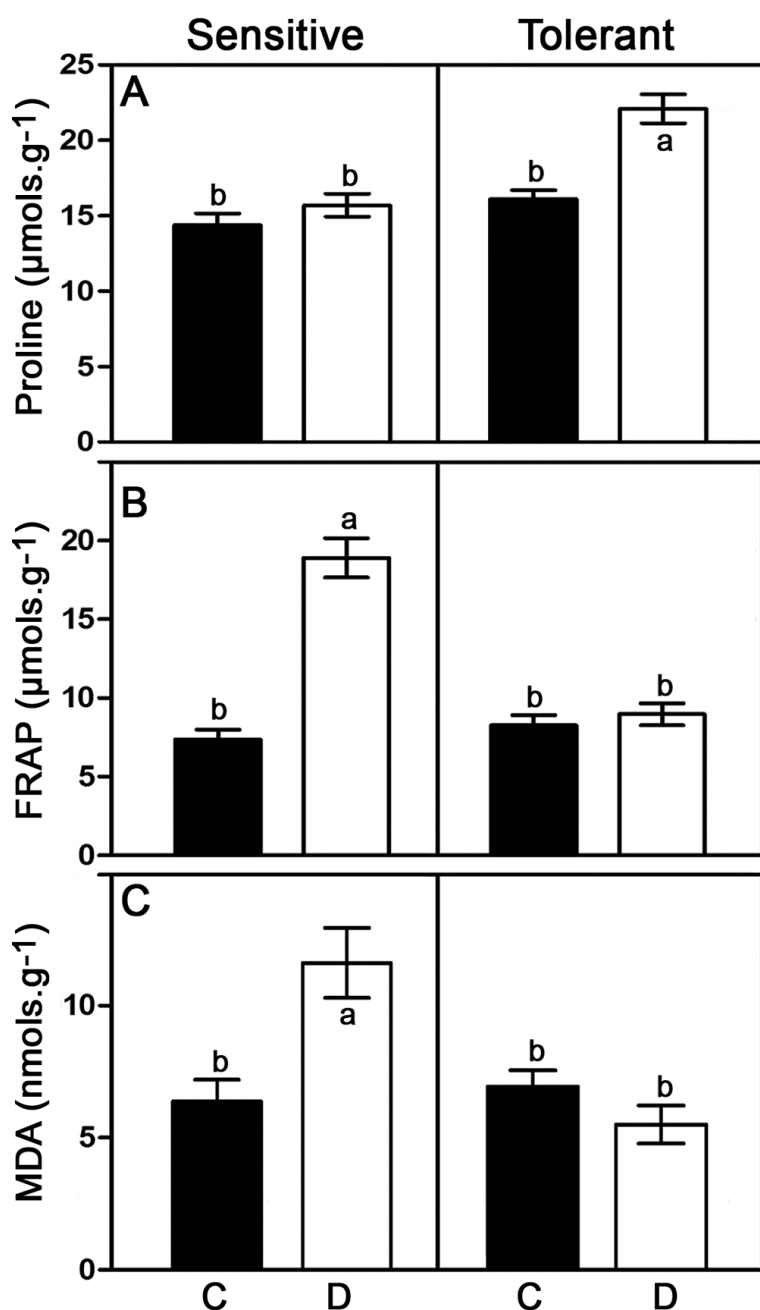 Sensitive Tolerant
A
Proline (µmols.g-1)
25
20
15
10
5
0
b
b
b
a
B
FRAP (µmols.g-1)
20
15
10
5
0
b
a
b
b
C
MDA (nmols.g-1)
10
5
0
b
a
b
b
C D C D